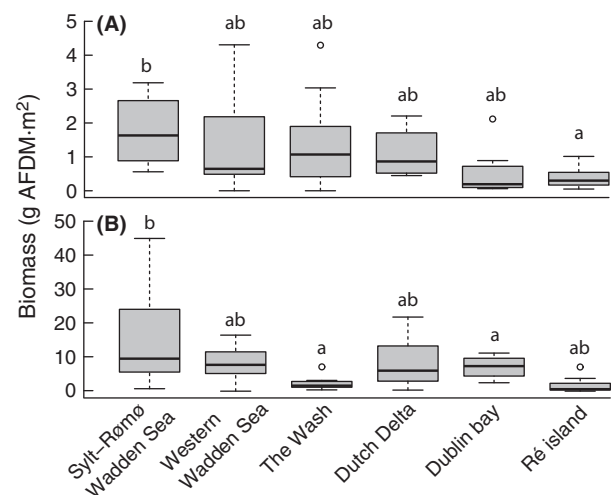 (A)
5
4
3
2
1
0
b
ab
ab
ab
ab
a
(B)
50
40
30
20
10
0
b
ab
a
ab
a
ab
Biomass (g AFDM·m²)
Sylt–Rømø
Wadden Sea
Western
Wadden Sea
The Wash
Dutch Delta
Dublin bay
Ré island